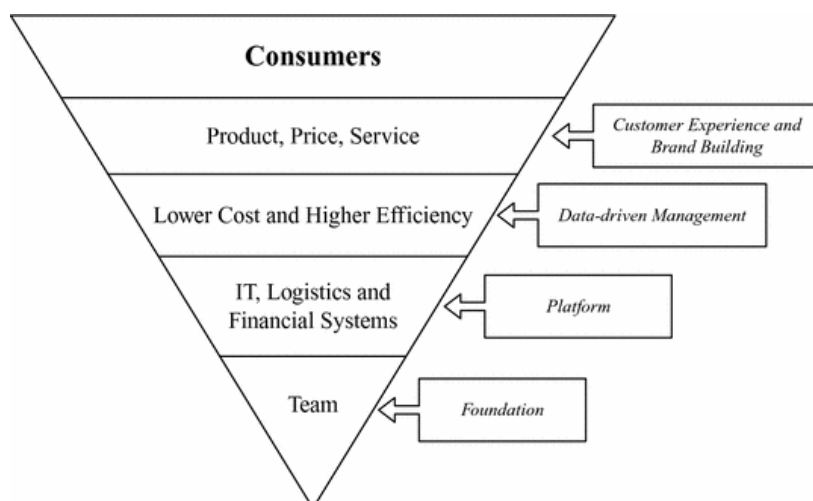 Consumers
Product, Price, Service
Customer Experience and
Brand Building
Lower Cost and Higher Efficiency
Data-driven Management
IT, Logistics and
Financial Systems
Platform
Team
Foundation